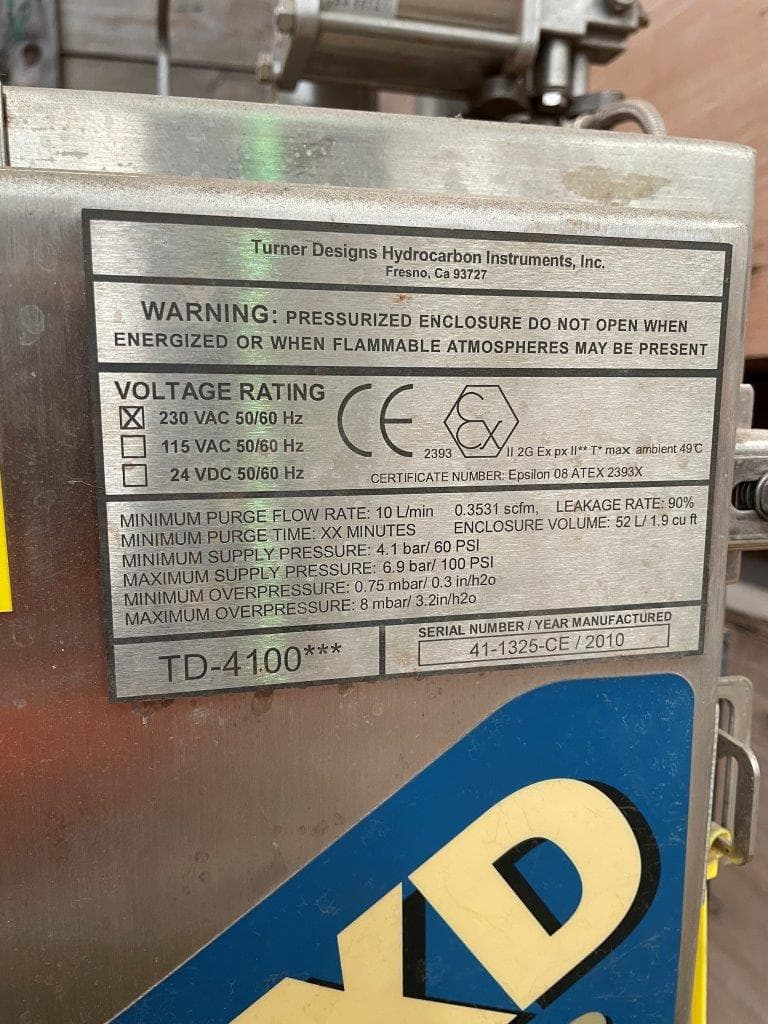 Turner Designs Hydrocarbon Instruments, Inc.
Fresno, Ca 93727
WARNING: PRESSURIZED ENCLOSURE DO NOT OPEN WHEN
ENERGIZED OR WHEN FLAMMABLE ATMOSPHERES MAY BE PRESENT
VOLTAGE RATING
230 VAC 50/60 Hz
115 VAC 50/60 Hz
24 VDC 50/60 Hz
CE 2393 εx II 2G Ex px II** T* max ambient 49°C
CERTIFICATE NUMBER: Epsilon 08 ATEX 2393X
MINIMUM PURGE FLOW RATE: 10 L/min 0.3531 scfm, LEAKAGE RATE: 90%
MINIMUM PURGE TIME: XX MINUTES ENCLOSURE VOLUME: 52 L/ 1.9 cu ft
MINIMUM SUPPLY PRESSURE: 4.1 bar/ 60 PSI
MAXIMUM SUPPLY PRESSURE: 6.9 bar/ 100 PSI
MINIMUM OVERPRESSURE: 0.75 mbar/ 0.3 in/h2o
MAXIMUM OVERPRESSURE: 8 mbar/ 3.2in/h2o
TD-4100***
SERIAL NUMBER / YEAR MANUFACTURED
41-1325-CE / 2010
XD